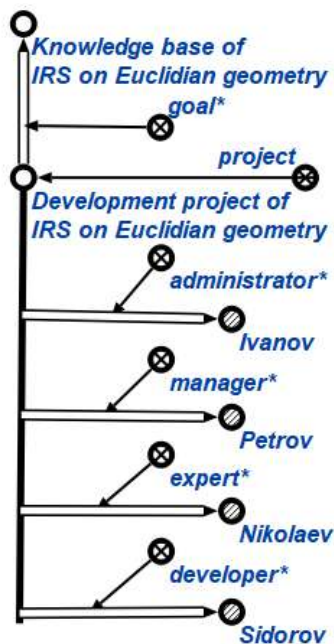 Knowledge base of
IRS on Euclidian geometry
goal*
project
Development project of
IRS on Euclidian geometry
administrator*
Ivanov
manager*
Petrov
expert*
Nikolaev
developer*
Sidorov